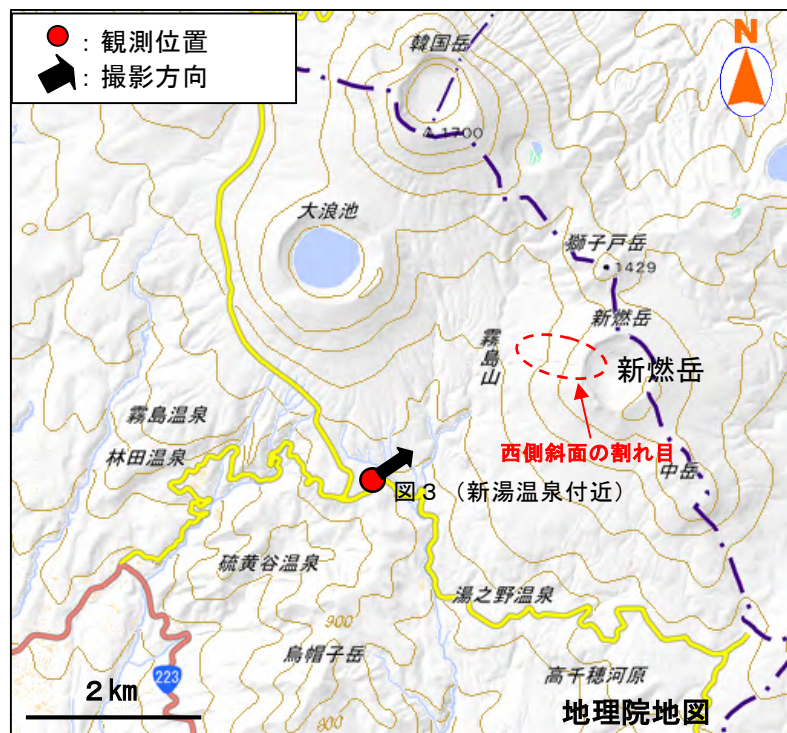 ：観測位置
：撮影方向
N
韓国岳
1700
大浪池
獅子戸岳
1429
新燃岳
霧島山
新燃岳
霧島温泉
林田温泉
西側斜面の割れ目
中岳
図３（新湯温泉付近）
硫黄谷温泉
湯之野温泉
900
烏帽子岳
223
高千穂河原
2km
800
地理院地図